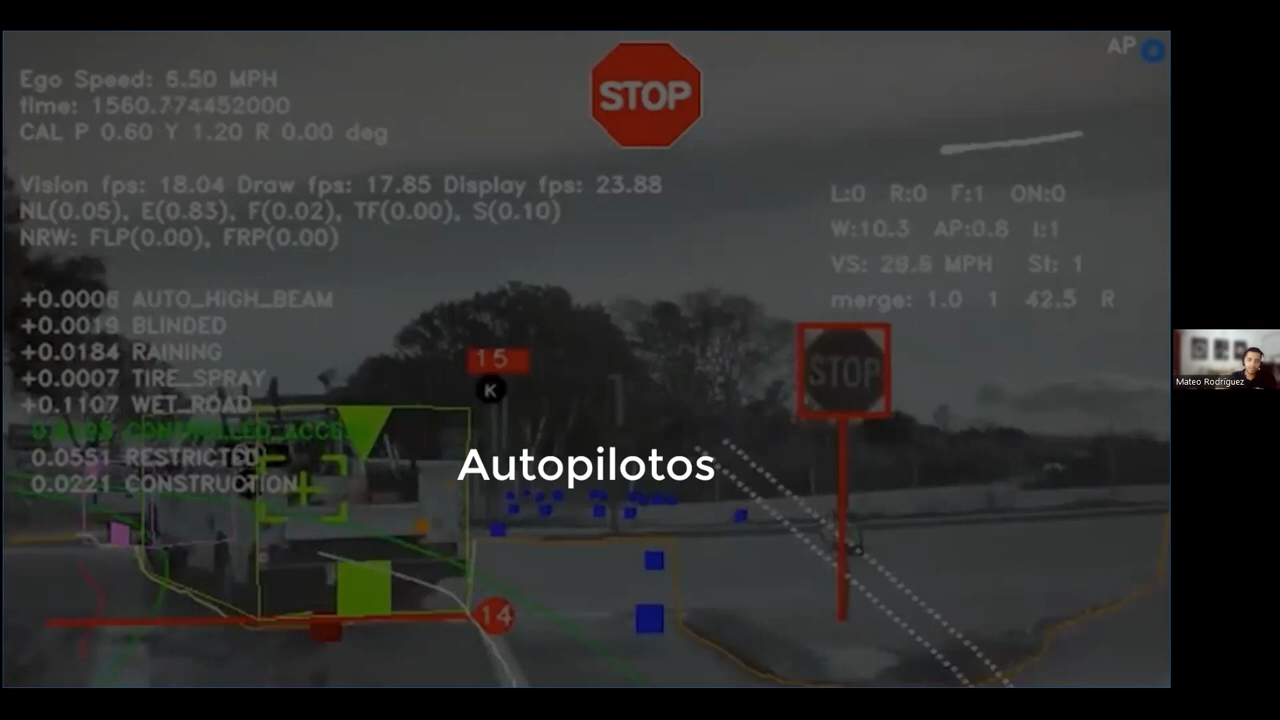 AP
STOP
Ego Speed: 6.50 MPH
time: 1560.774452000
CAL P 0.60 Y 1.20 R 0.00 deg
Vision fps: 18.04 Draw fps: 17.85 Display fps: 23.88
NL(0.05), E(0.83), F(0.02), TF(0.00), S(0.10)
NRW: FLP(0.00), FRP(0.00)
L:0 R:0 F:1 ON:0
W:10.3 AP:0.8 I:1
VS: 29.8 MPH St: 1
merge: 1.0 1 42.5 R
+0.0006 AUTO_HIGH_BEAM
+0.0019 BLINDED
+0.0184 RAINING
+0.0007 TIRE_SPRAY
+0.1107 WET_ROAD
CONTROLLED_ACCE
0.0551 RESTRICTED
0.0221 CONSTRUCTION
15
K
STOP
Autopilotos
14
Mateo Rodríguez